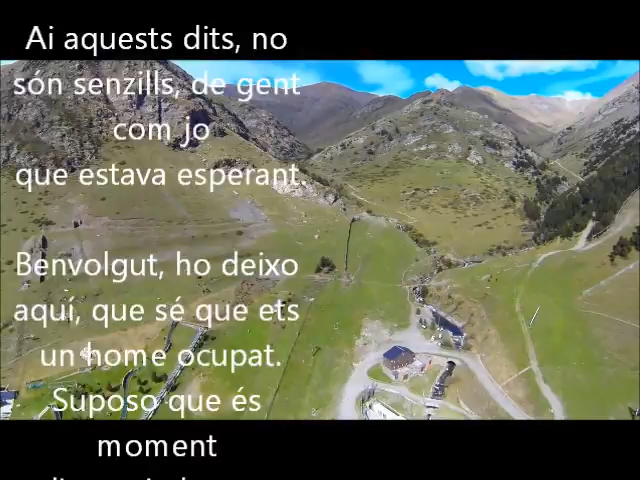 Ai aquests dits, no
són senzills, de gent
com jo
que estava esperant.
Benvolgut, ho deixo
aquí, que sé que ets
un home ocupat.
Suposo que és
moment